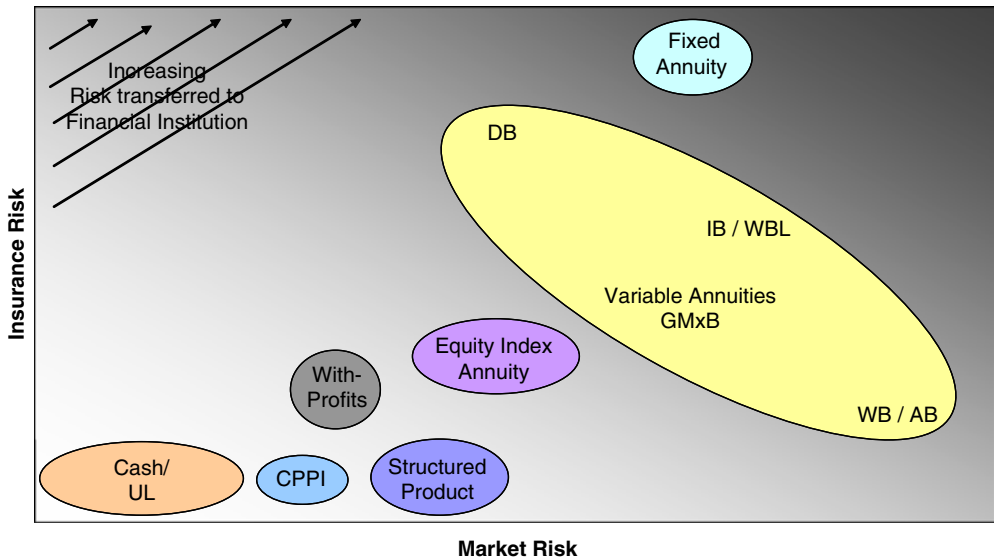 Increasing
Risk transferred to
Financial Institution
Fixed
Annuity
DB
IB / WBL
Variable Annuities
GMxB
WB / AB
Equity Index
Annuity
With-
Profits
Cash/
UL
CPPI
Structured
Product
Insurance Risk
Market Risk